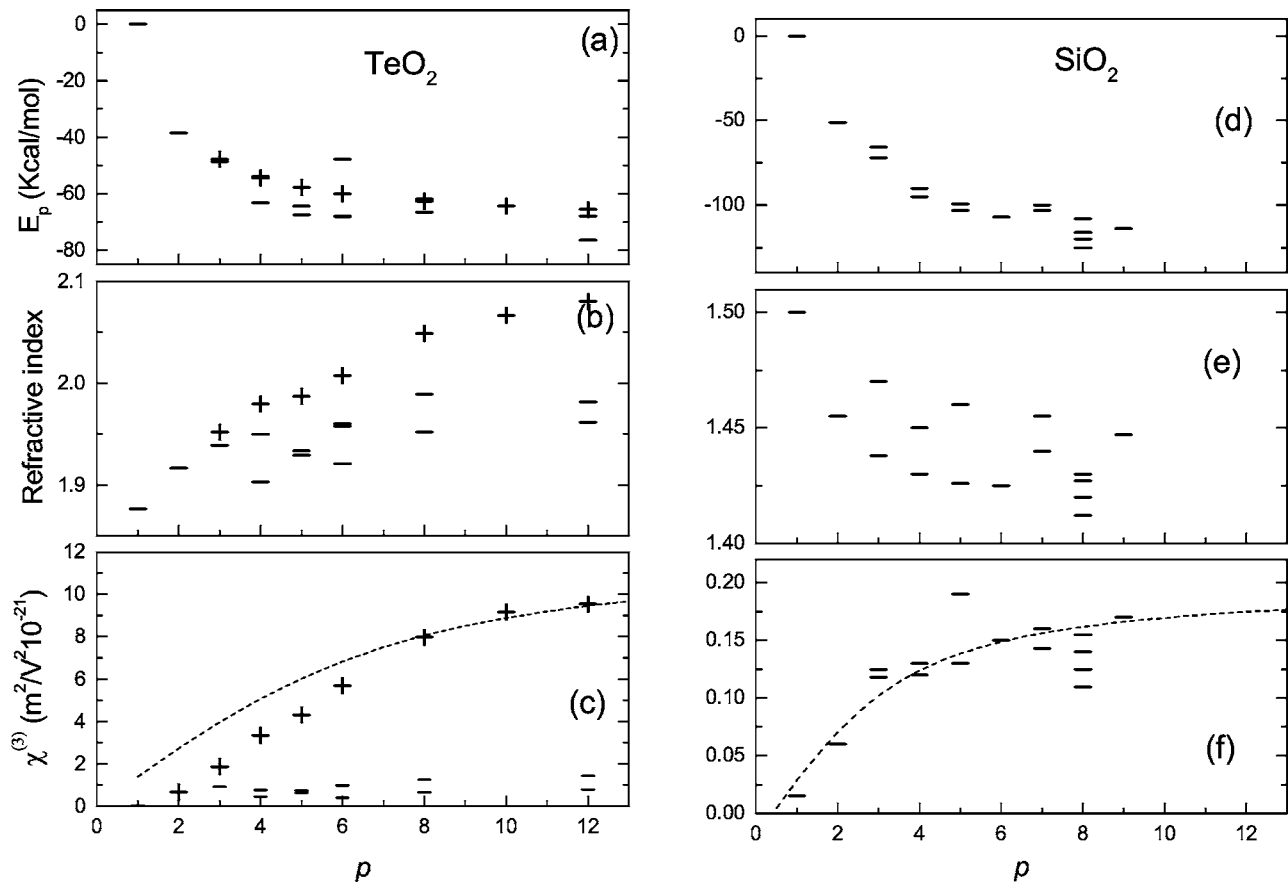 0
-20
-40
-60
-80
E_p (Kcal/mol)
TeO₂
(a)
2.1
2.0
1.9
Refractive index
(b)
12
10
8
6
4
2
0
χ⁽³⁾ (m²/V²10⁻²¹)
(c)
0 2 4 6 8 10 12
p
0
-50
-100
SiO₂
(d)
1.50
1.45
1.40
(e)
0.20
0.15
0.10
0.05
0.00
(f)
0 2 4 6 8 10 12
p